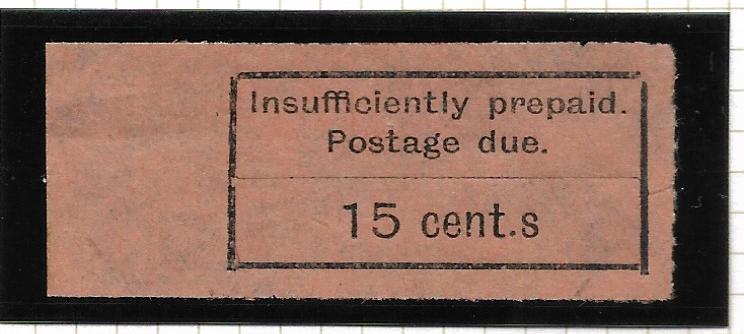 Insufficiently prepaid.
Postage due.
15 cent.s